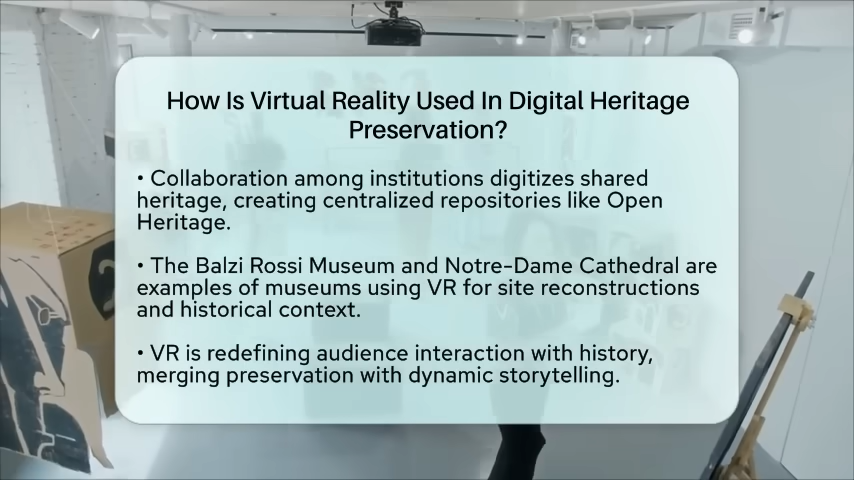 How Is Virtual Reality Used In Digital Heritage
Preservation?
• Collaboration among institutions digitizes shared
heritage, creating centralized repositories like Open
Heritage.
• The Balzi Rossi Museum and Notre-Dame Cathedral are
examples of museums using VR for site reconstructions
and historical context.
• VR is redefining audience interaction with history,
merging preservation with dynamic storytelling.